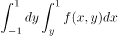 \int_{-1}^{1} dy \int_{y}^{1} f(x, y) dx